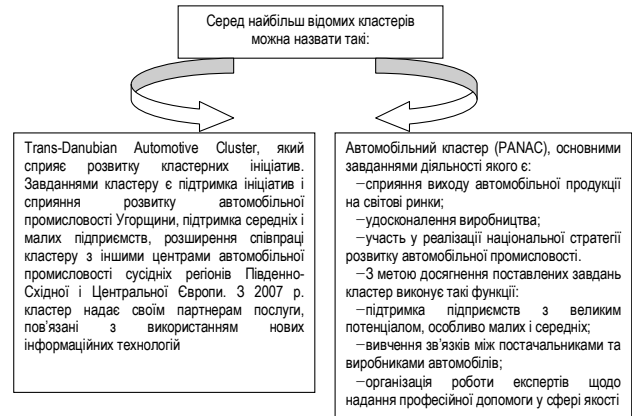 Серед найбільш відомих кластерів
можна назвати такі:
Trans-Danubian Automotive Cluster, який
сприяє розвитку кластерних ініціатив.
Завданнями кластеру є підтримка ініціатив і
сприяння розвитку автомобільної
промисловості Угорщини, підтримка середніх і
малих підприємств, розширення співпраці
кластеру з іншими центрами автомобільної
промисловості сусідніх регіонів Південно-
Східної і Центральної Європи. З 2007 р.
кластер надає своїм партнерам послуги,
пов’язані з використанням нових
інформаційних технологій
Автомобільний кластер (PANAC), основними
завданнями діяльності якого є:
−сприяння виходу автомобільної продукції
на світові ринки;
−удосконалення виробництва;
−участь у реалізації національної стратегії
розвитку автомобільної промисловості.
−З метою досягнення поставлених завдань
кластер виконує такі функції:
−підтримка підприємств з великим
потенціалом, особливо малих і середніх;
−вивчення зв’язків між постачальниками та
виробниками автомобілів;
−організація роботи експертів щодо
надання професійної допомоги у сфері якості